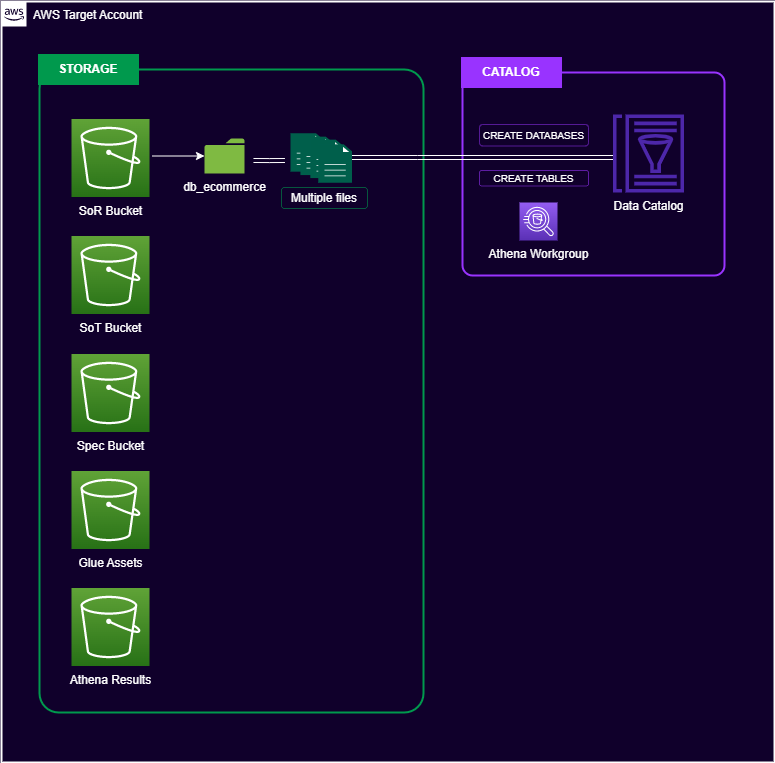 aws
AWS Target Account
STORAGE
SoR Bucket
db_ecommerce
Multiple files
SoT Bucket
Spec Bucket
Glue Assets
Athena Results
CATALOG
CREATE DATABASES
CREATE TABLES
Data Catalog
Athena Workgroup